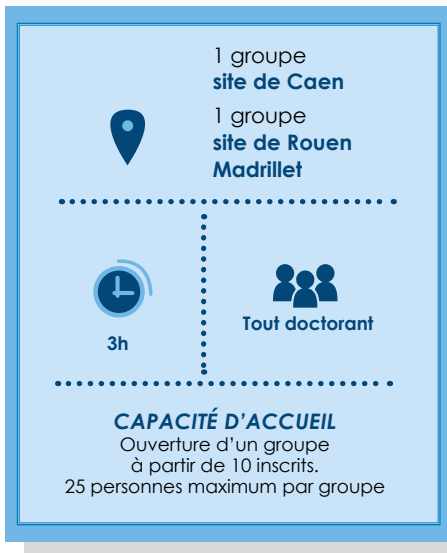 1 groupe
site de Caen
1 groupe
site de Rouen
Madrillet
3h
Tout doctorant
CAPACITÉ D’ACCUEIL
Ouverture d’un groupe
à partir de 10 inscrits.
25 personnes maximum par groupe